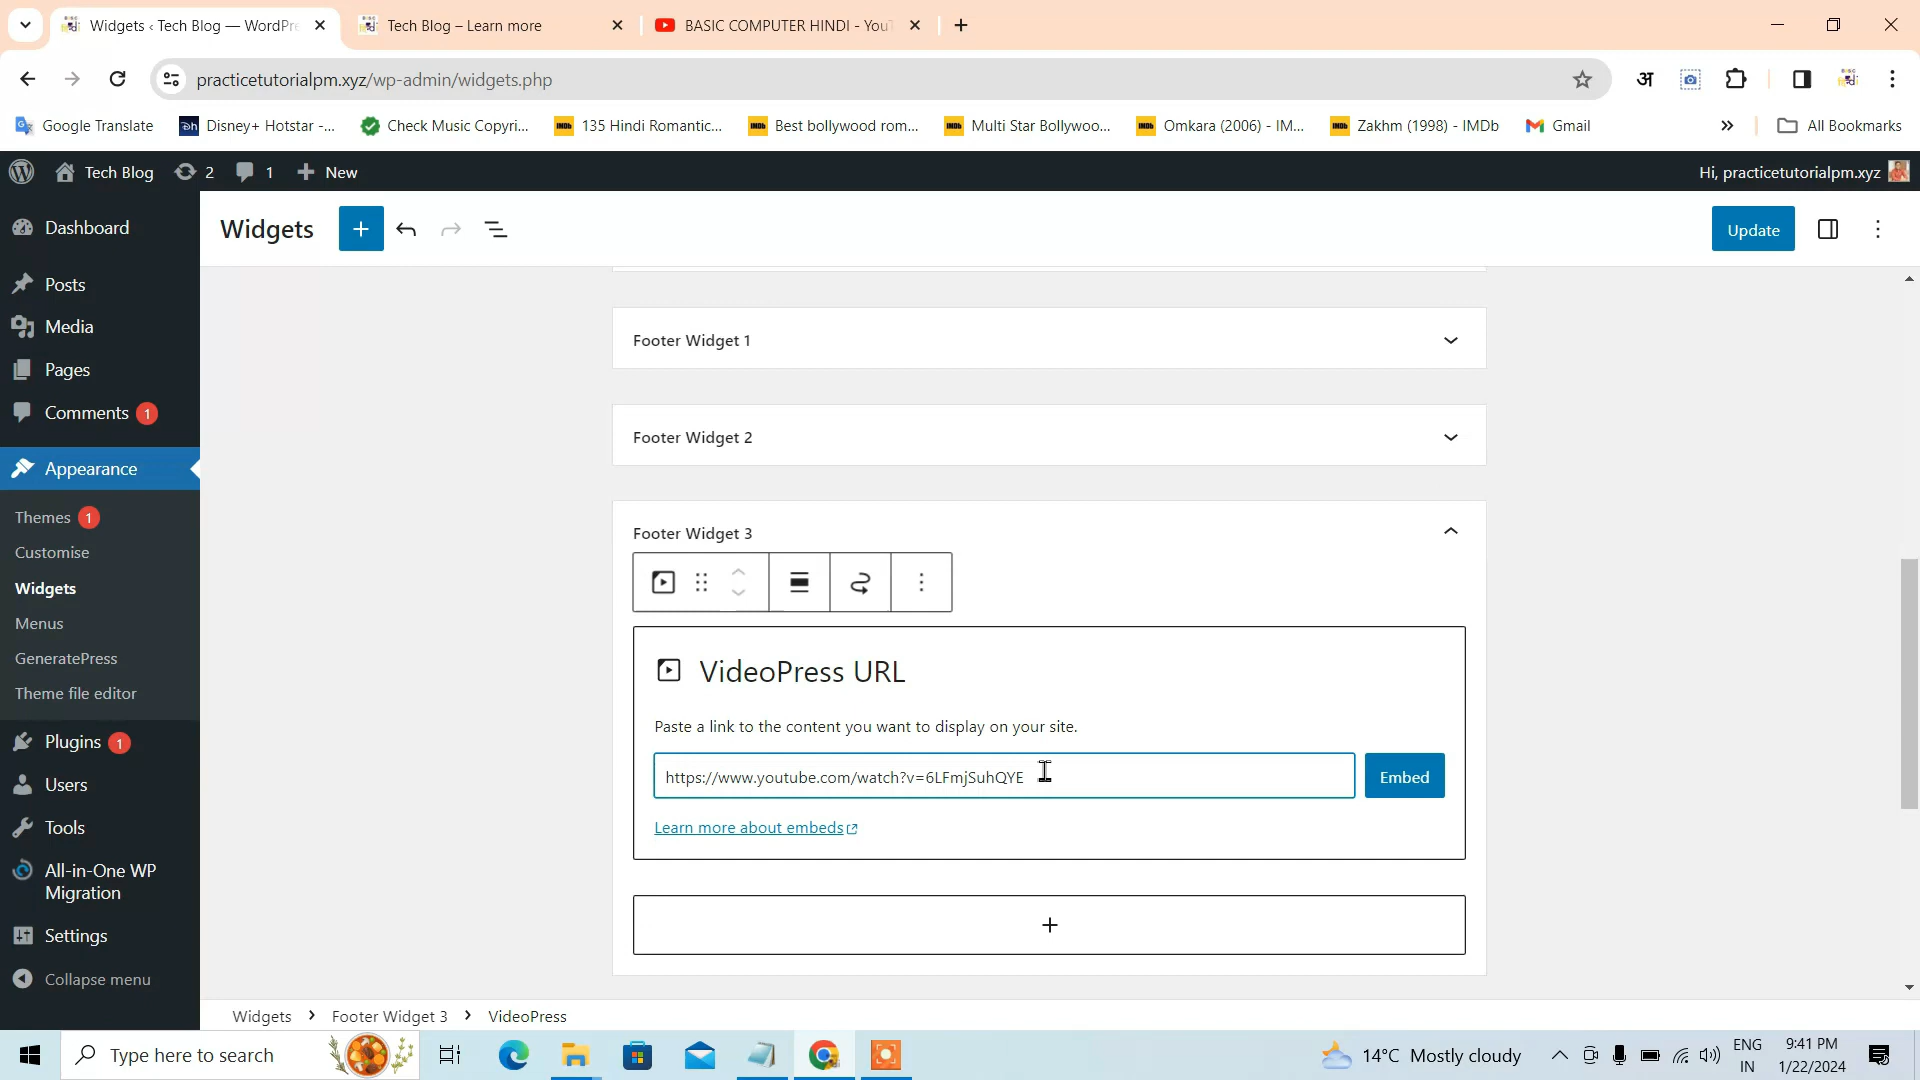 Widgets ‹ Tech Blog — WordPre
Tech Blog – Learn more
BASIC COMPUTER HINDI - YouT
practicetutorialpm.xyz/wp-admin/widgets.php
अ
Google Translate
Disney+ Hotstar -...
Check Music Copyri...
135 Hindi Romantic...
Best bollywood rom...
Multi Star Bollywoo...
Omkara (2006) - IM...
Zakhm (1998) - IMDb
Gmail
All Bookmarks
Tech Blog
2
1
New
Hi, practicetutorialpm.xyz
Dashboard
Posts
Media
Pages
Comments 1
Appearance
Themes 1
Customise
Widgets
Menus
GeneratePress
Theme file editor
Plugins 1
Users
Tools
All-in-One WP
Migration
Settings
Collapse menu
Widgets
Update
Footer Widget 1
Footer Widget 2
Footer Widget 3
VideoPress URL
Paste a link to the content you want to display on your site.
https://www.youtube.com/watch?v=6LFmjSuhQYE
Embed
Learn more about embeds
Widgets > Footer Widget 3 > VideoPress
Type here to search
14°C Mostly cloudy
ENG
IN
9:41 PM
1/22/2024